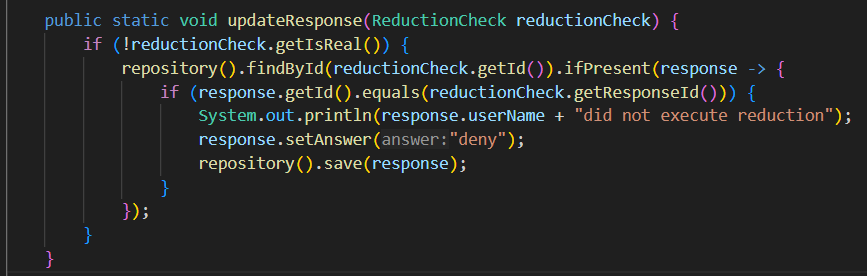 public static void updateResponse(ReductionCheck reductionCheck) {
if (!reductionCheck.getIsReal()) {
repository().findById(reductionCheck.getId()).ifPresent(response -> {
if (response.getId().equals(reductionCheck.getResponseId())) {
System.out.println(response.userName + "did not execute reduction");
response.setAnswer(answer:"deny");
repository().save(response);
}
});
}
}